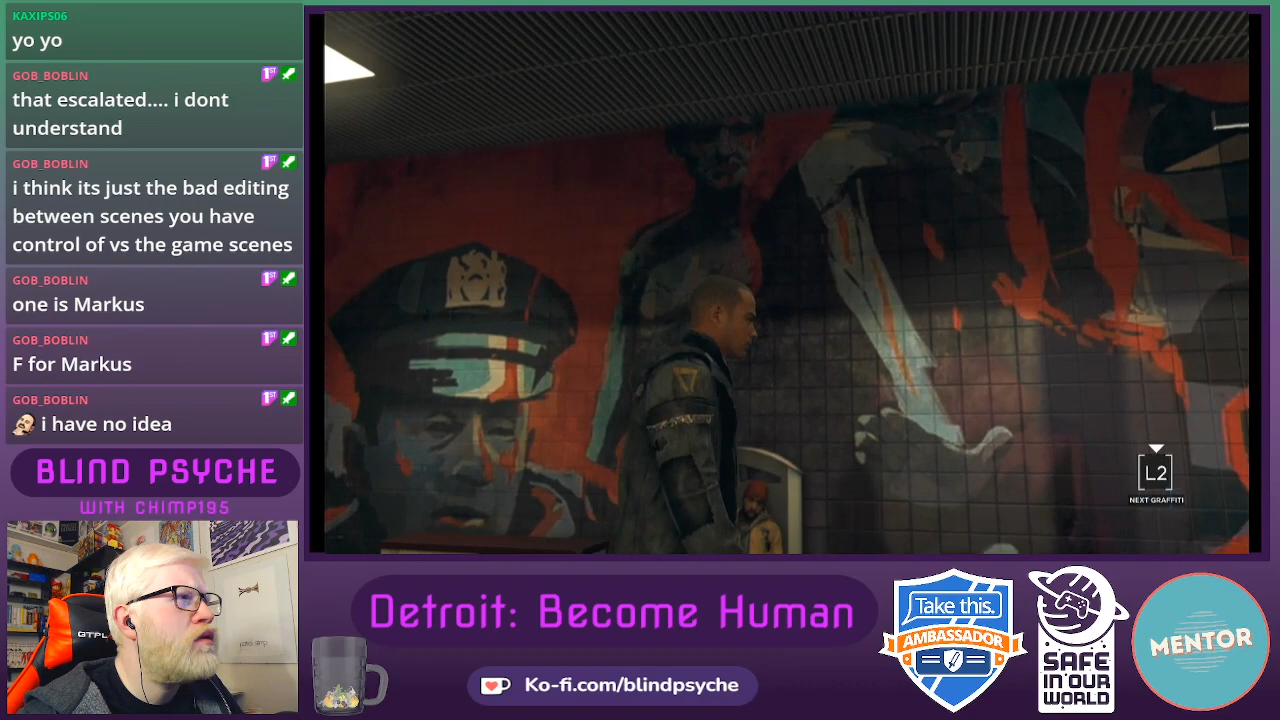 KAXIPS06
yo yo
GOB_BOBLIN
that escalated.... i dont
understand
GOB_BOBLIN
i think its just the bad editing
between scenes you have
control of vs the game scenes
GOB_BOBLIN
one is Markus
GOB_BOBLIN
F for Markus
GOB_BOBLIN
i have no idea
BLIND PSYCHE
WITH CHIMP195
GTPL
L2
NEXT GRAFFITI
Detroit: Become Human
Ko-fi.com/blindpsyche
Take this.
AMBASSADOR
SAFE
IN OUR
WORLD
MENTOR